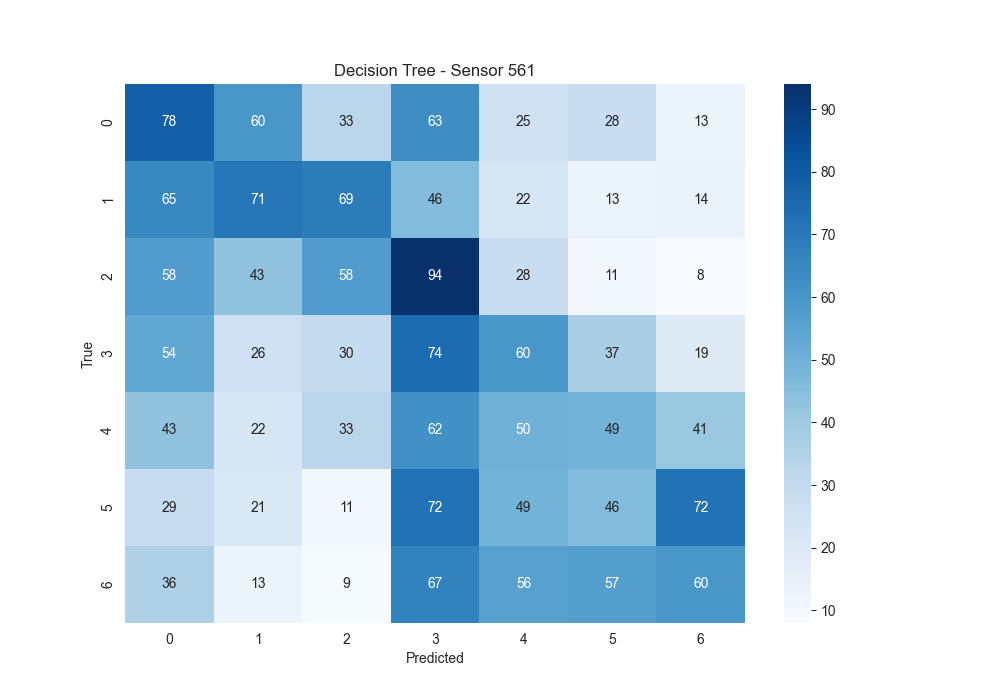 Decision Tree - Sensor 561
0 78 60 33 63 25 28 13
1 65 71 69 46 22 13 14
2 58 43 58 94 28 11 8
3 54 26 30 74 60 37 19
4 43 22 33 62 50 49 41
5 29 21 11 72 49 46 72
6 36 13 9 67 56 57 60
0 1 2 3 4 5 6
Predicted
True
90
80
70
60
50
40
30
20
10